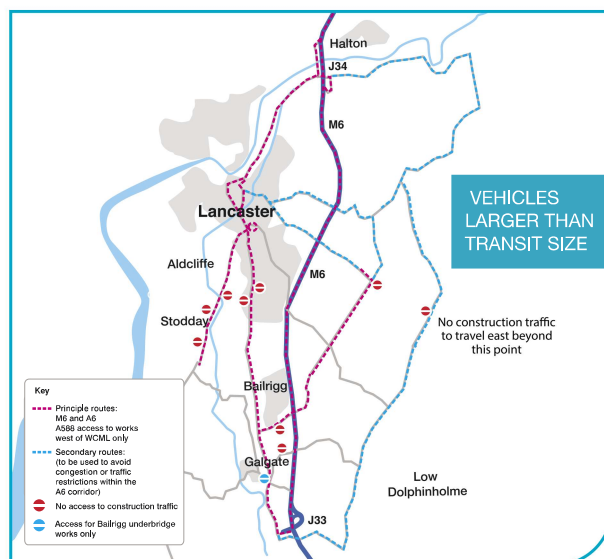 Halton
J34
M6
VEHICLES
LARGER THAN
TRANSIT SIZE
Lancaster
Aldcliffe
M6
Stodday
No construction traffic
to travel east beyond
this point
Bailrigg
Key
Principle routes:
M6 and A6
A588 access to works
west of WCML only
Secondary routes:
(to be used to avoid
congestion or traffic
restrictions within the
A6 corridor)
No access to construction traffic
Access for Bailrigg underbridge
works only
Galgate
Low
Dolphinholme
J33